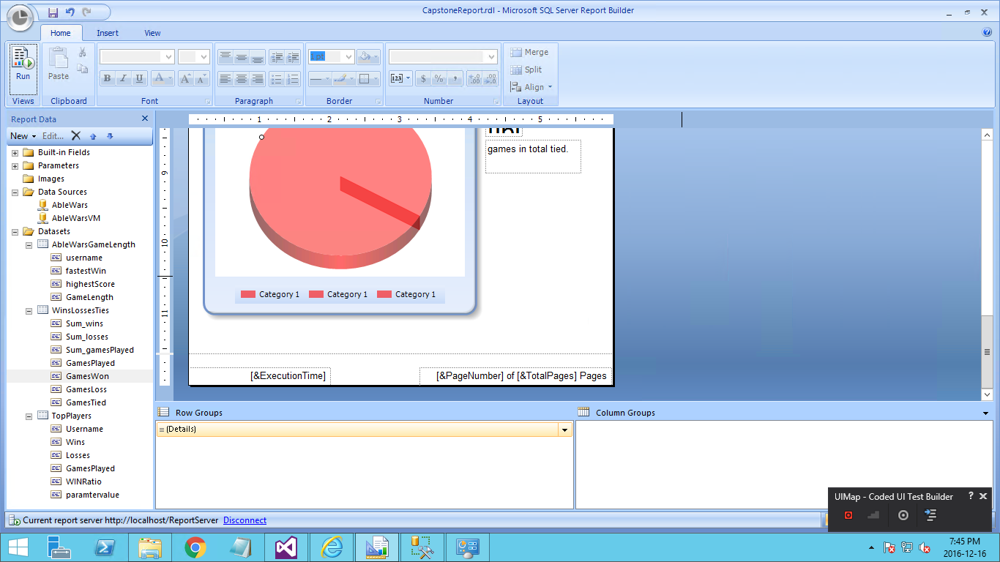 CapstoneReport.rdl - Microsoft SQL Server Report Builder
Home Insert View
Run
Paste
1pt
Merge
Split
Align
B I U A A A
$ % ,
Views Clipboard Font Paragraph Border Number Layout
Report Data
New Edit...
Built-in Fields
Parameters
Images
Data Sources
AbleWars
AbleWarsVM
Datasets
AbleWarsGameLength
username
fastestWin
highestScore
GameLength
WinsLossesTies
Sum_wins
Sum_losses
Sum_gamesPlayed
GamesPlayed
GamesWon
GamesLoss
GamesTied
TopPlayers
Username
Wins
Losses
GamesPlayed
WINRatio
paramtervalue
1 2 3 4 5
9
10
11
games in total tied.
Category 1 Category 1 Category 1
[&ExecutionTime]
[&PageNumber] of [&TotalPages] Pages
Row Groups
(Details)
Column Groups
UIMap - Coded UI Test Builder ?
Current report server http://localhost/ReportServer Disconnect
7:45 PM
2016-12-16